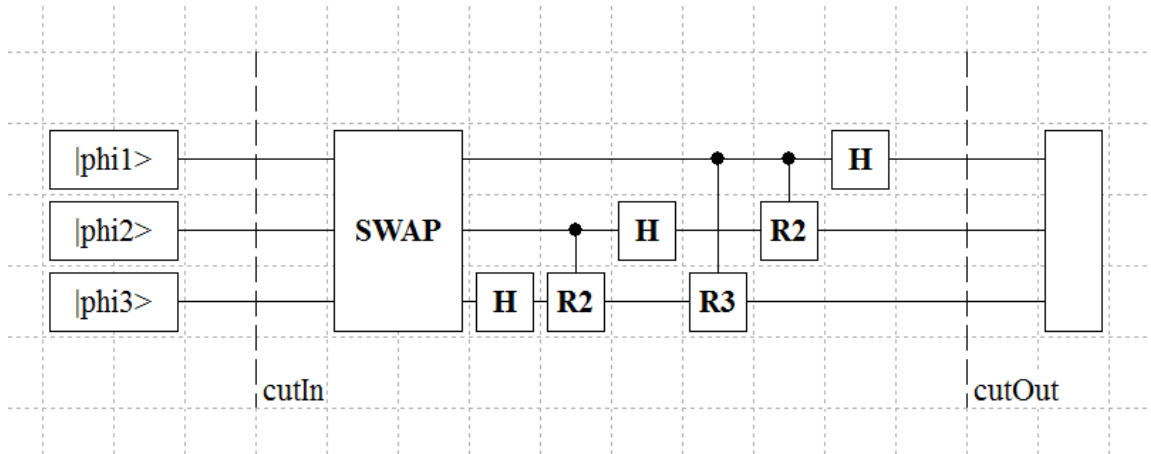 |phi1>
H
|phi2>
SWAP
H
R2
|phi3>
H
R2
R3
cutIn
cutOut